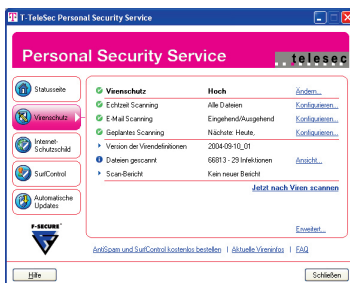 T-TeleSec Personal Security Service
Personal Security Service
telesec
Statusseite
Virenschutz
Internet-
Schutzschild
SurfControl
Automatische
Updates
F-SECURE
Virenschutz Hoch Ändern...
Echtzeit Scanning Alle Dateien Konfigurieren...
E-Mail Scanning Eingehend/Ausgehend Konfigurieren...
Geplantes Scanning Nächste: Heute, Konfigurieren...
Version der Virendefinitionen 2004-09-10_01
Dateien gescannt 66813 - 29 Infektionen Ansicht...
Scan-Bericht Kein neuer Bericht
Jetzt nach Viren scannen
Erweitert...
AntiSpam und SurfControl kostenlos bestellen | Aktuelle Vireninfos | FAQ
Hilfe Schließen